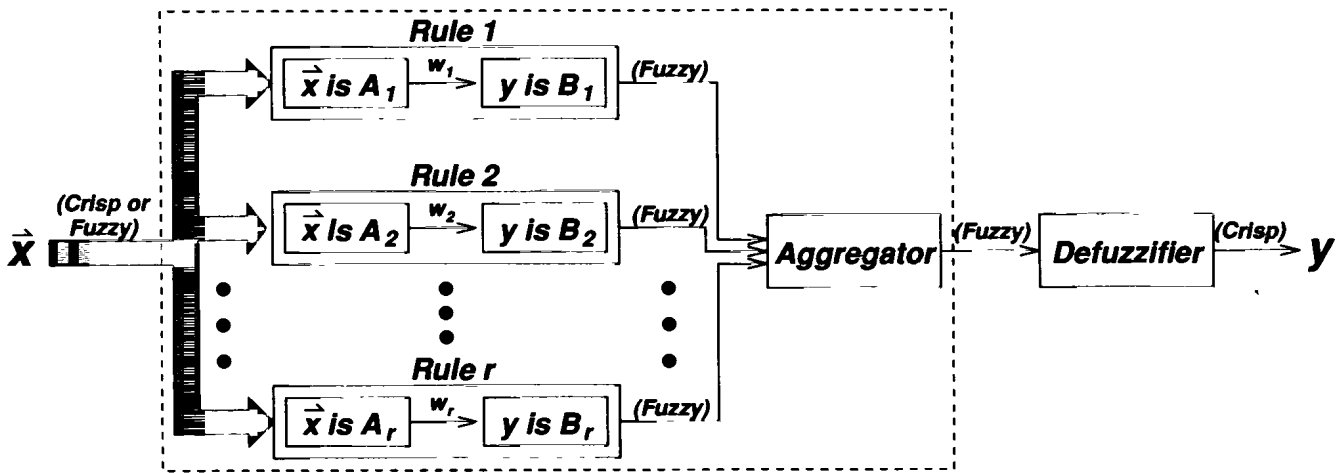 Rule 1
x⃗ is A₁
w₁
y is B₁
(Fuzzy)
Rule 2
(Crisp or
Fuzzy)
x⃗
x⃗ Is A₂
w₂
y is B₂
(Fuzzy)
Aggregator
(Fuzzy)
Defuzzifier
(Crisp)
y
Rule r
x⃗ is Aᵣ
wᵣ
y is Bᵣ
(Fuzzy)